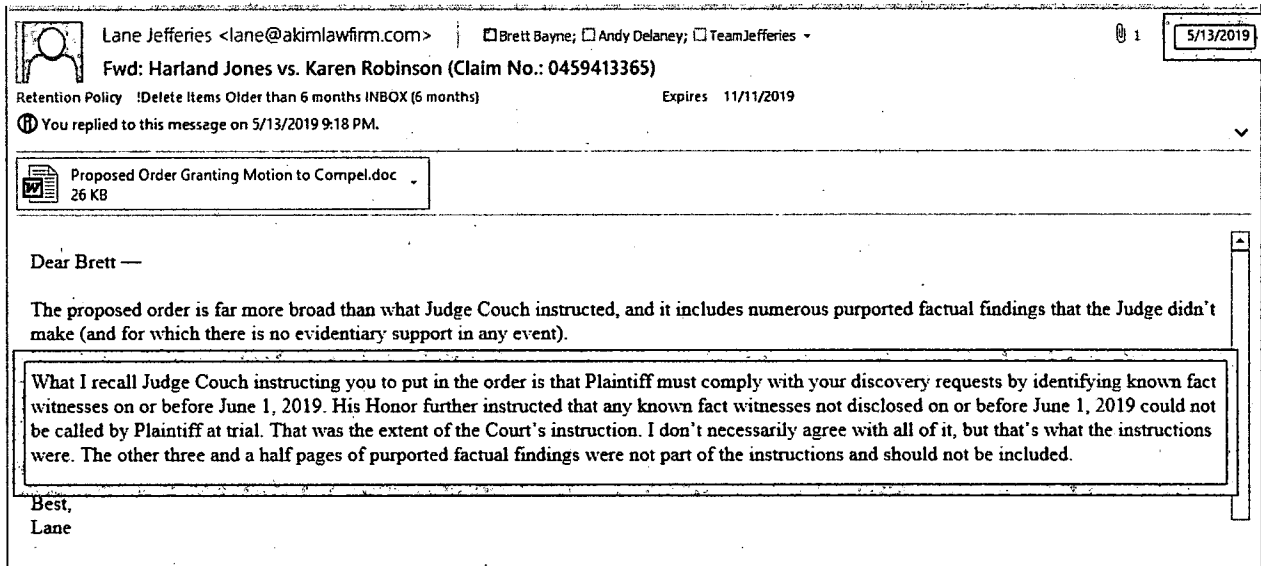 Lane Jefferies <lane@akimlawfirm.com> | Brett Bayne; Andy Delaney; TeamJefferies
1
5/13/2019
Fwd: Harland Jones vs. Karen Robinson (Claim No.: 0459413365)
Retention Policy !Delete Items Older than 6 months INBOX (6 months) Expires 11/11/2019
You replied to this message on 5/13/2019 9:18 PM.
Proposed Order Granting Motion to Compel.doc
26 KB
Dear Brett —
The proposed order is far more broad than what Judge Couch instructed, and it includes numerous purported factual findings that the Judge didn't
make (and for which there is no evidentiary support in any event).
What I recall Judge Couch instructing you to put in the order is that Plaintiff must comply with your discovery requests by identifying known fact
witnesses on or before June 1, 2019. His Honor further instructed that any known fact witnesses not disclosed on or before June 1, 2019 could not
be called by Plaintiff at trial. That was the extent of the Court's instruction. I don't necessarily agree with all of it, but that's what the instructions
were. The other three and a half pages of purported factual findings were not part of the instructions and should not be included.
Best,
Lane